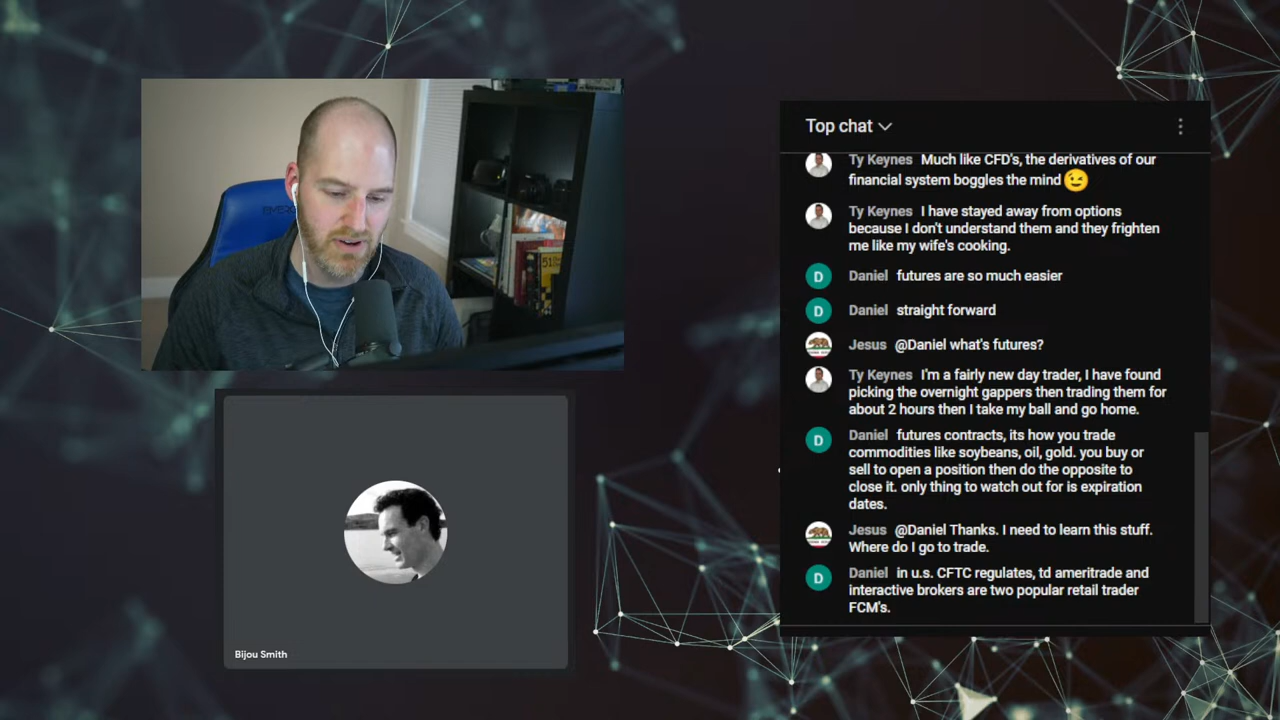 Top chat
Ty Keynes Much like CFD's, the derivatives of our
financial system boggles the mind 😉
Ty Keynes I have stayed away from options
because I don't understand them and they frighten
me like my wife's cooking.
Daniel futures are so much easier
Daniel straight forward
Jesus @Daniel what's futures?
Ty Keynes I'm a fairly new day trader, I have found
picking the overnight gappers then trading them for
about 2 hours then I take my ball and go home.
D Daniel futures contracts, its how you trade
commodities like soybeans, oil, gold. you buy or
sell to open a position then do the opposite to
close it. only thing to watch out for is expiration
dates.
Jesus @Daniel Thanks. I need to learn this stuff.
Where do I go to trade.
D Daniel in u.s. CFTC regulates, td ameritrade and
interactive brokers are two popular retail trader
FCM's.
Bijou Smith
51